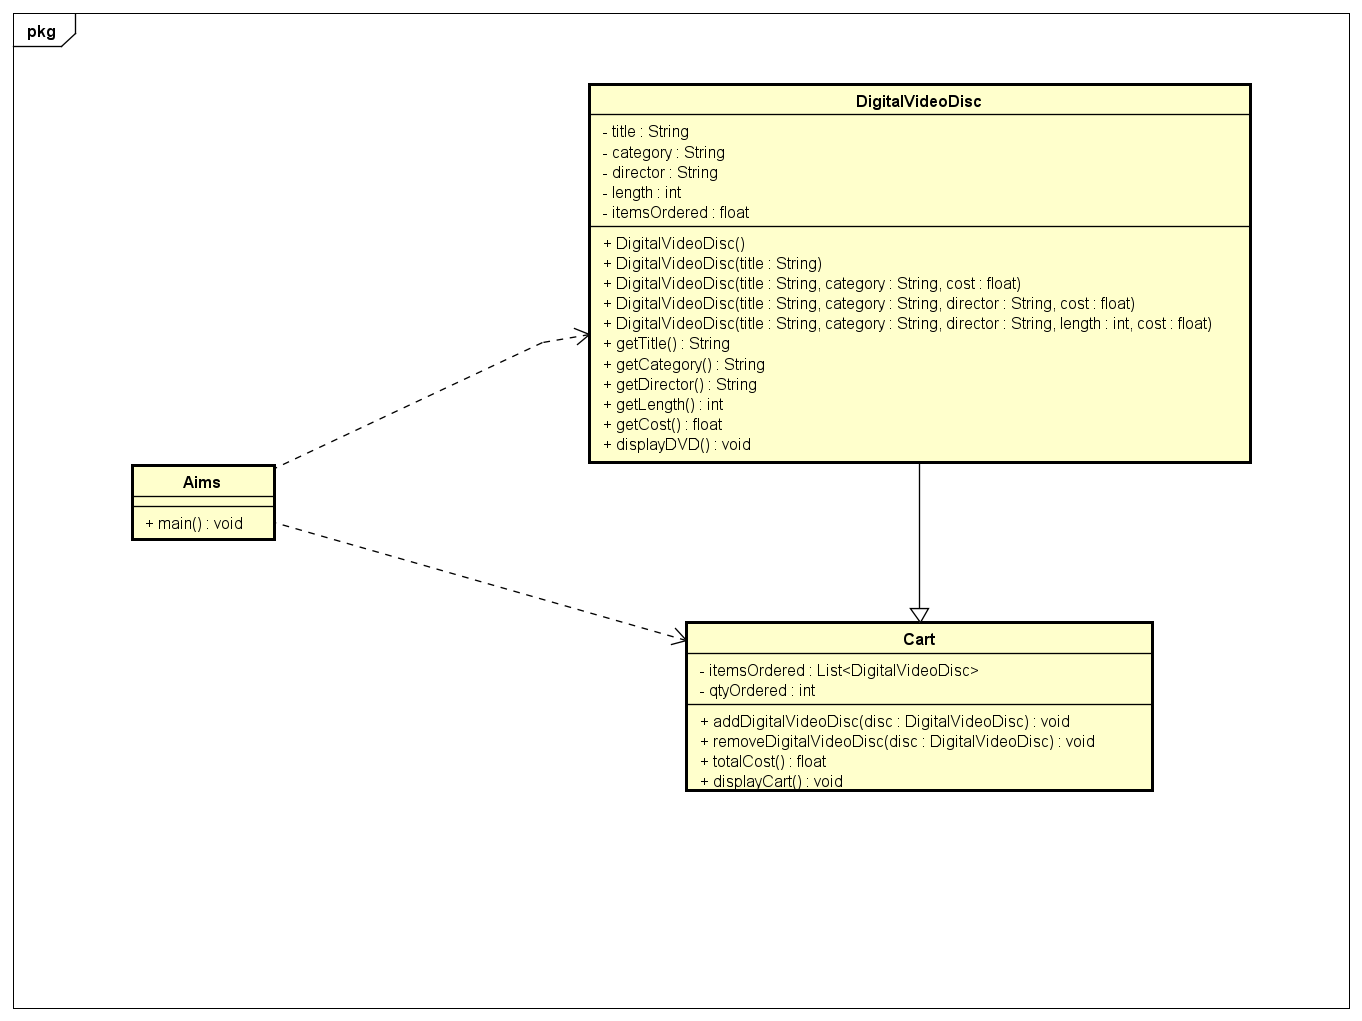 pkg
DigitalVideoDisc
- title : String
- category : String
- director : String
- length : int
- itemsOrdered : float
+ DigitalVideoDisc()
+ DigitalVideoDisc(title : String)
+ DigitalVideoDisc(title : String, category : String, cost : float)
+ DigitalVideoDisc(title : String, category : String, director : String, cost : float)
+ DigitalVideoDisc(title : String, category : String, director : String, length : int, cost : float)
+ getTitle() : String
+ getCategory() : String
+ getDirector() : String
+ getLength() : int
+ getCost() : float
+ displayDVD() : void
Aims
+ main() : void
Cart
- itemsOrdered : List<DigitalVideoDisc>
- qtyOrdered : int
+ addDigitalVideoDisc(disc : DigitalVideoDisc) : void
+ removeDigitalVideoDisc(disc : DigitalVideoDisc) : void
+ totalCost() : float
+ displayCart() : void